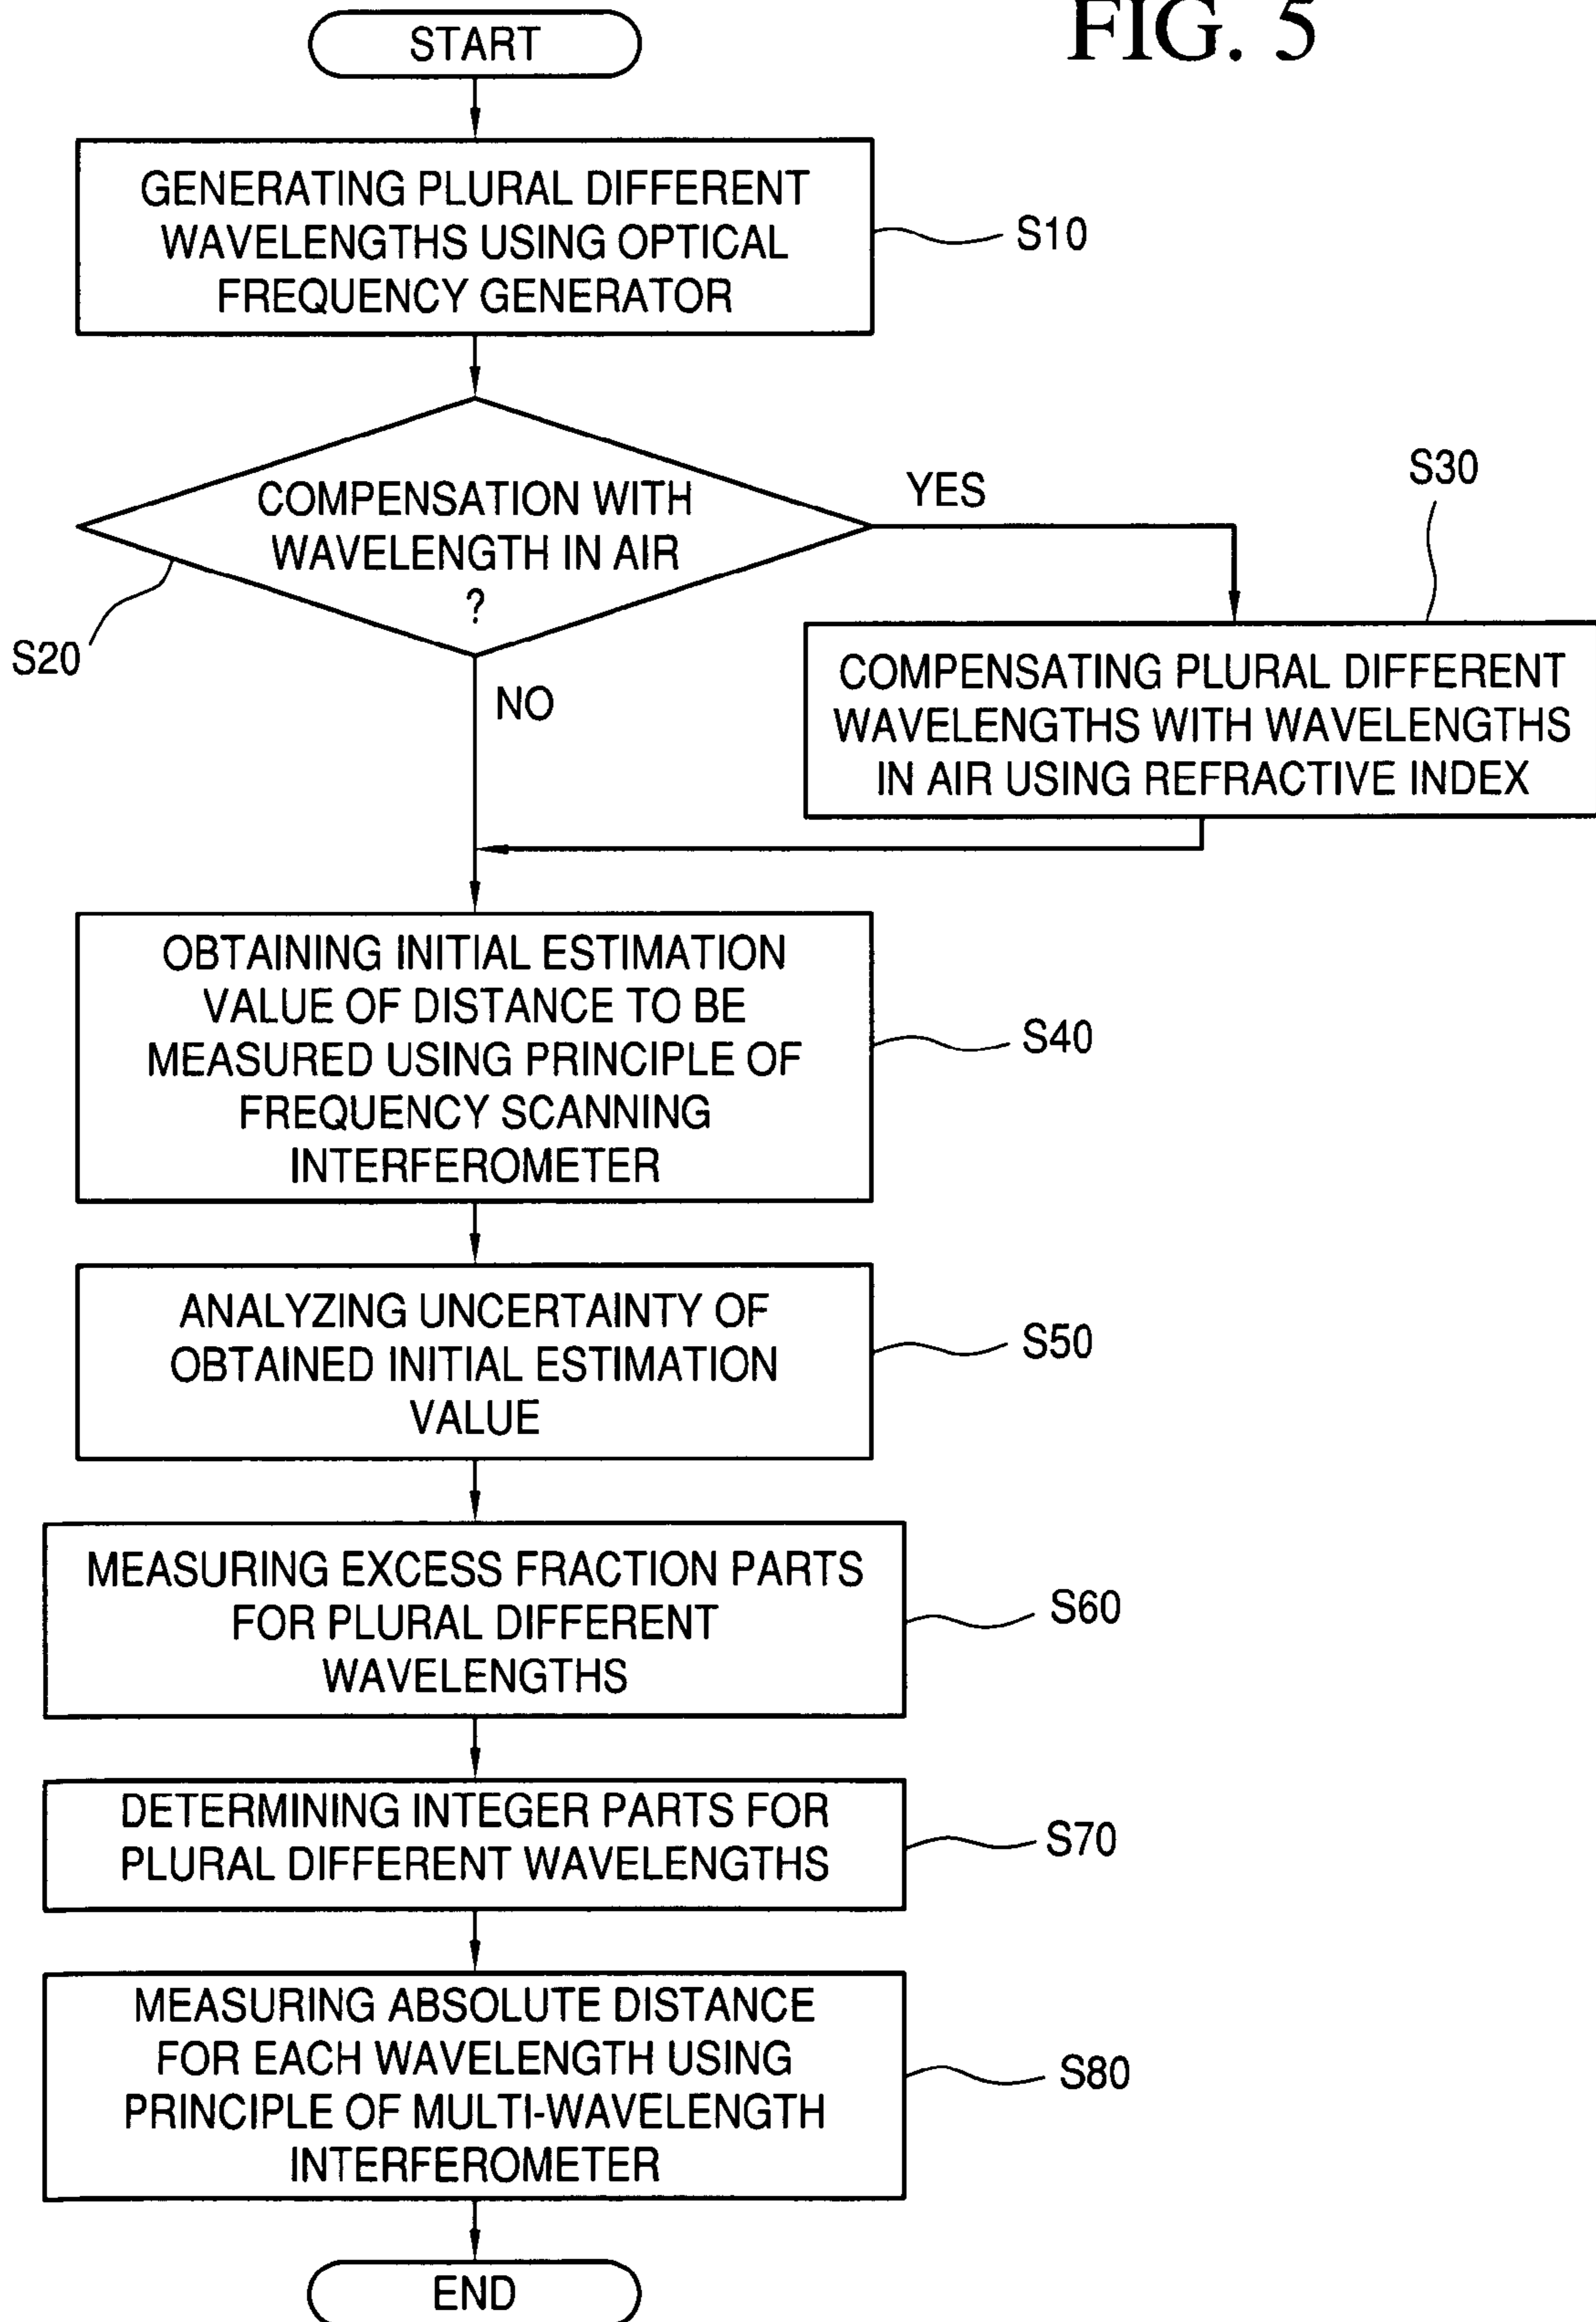 FIG. 5
START
GENERATING PLURAL DIFFERENT
WAVELENGTHS USING OPTICAL
FREQUENCY GENERATOR
S10
COMPENSATION WITH
WAVELENGTH IN AIR
?
S20
YES
NO
S30
COMPENSATING PLURAL DIFFERENT
WAVELENGTHS WITH WAVELENGTHS
IN AIR USING REFRACTIVE INDEX
OBTAINING INITIAL ESTIMATION
VALUE OF DISTANCE TO BE
MEASURED USING PRINCIPLE OF
FREQUENCY SCANNING
INTERFEROMETER
S40
ANALYZING UNCERTAINTY OF
OBTAINED INITIAL ESTIMATION
VALUE
S50
MEASURING EXCESS FRACTION PARTS
FOR PLURAL DIFFERENT
WAVELENGTHS
S60
DETERMINING INTEGER PARTS FOR
PLURAL DIFFERENT WAVELENGTHS
S70
MEASURING ABSOLUTE DISTANCE
FOR EACH WAVELENGTH USING
PRINCIPLE OF MULTI-WAVELENGTH
INTERFEROMETER
S80
END